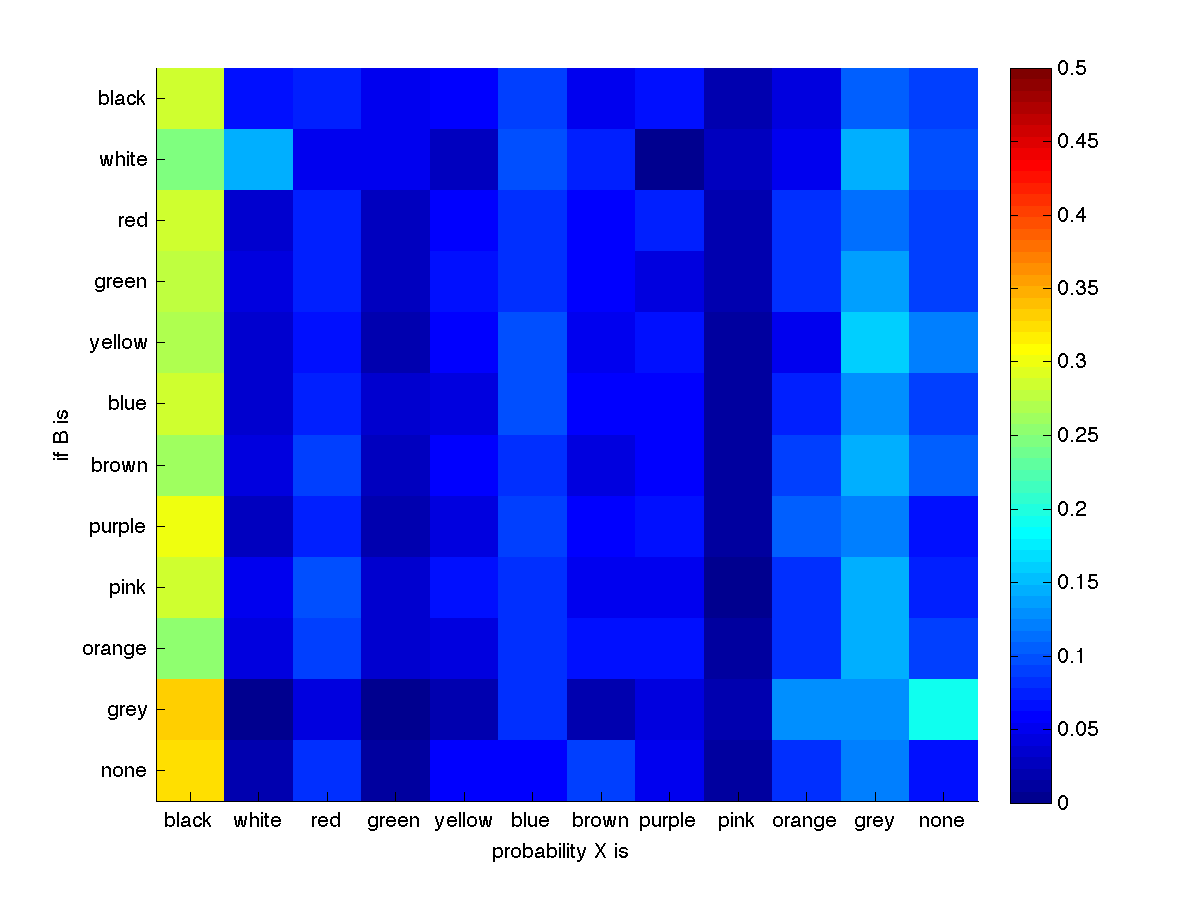 black
white
red
green
yellow
blue
brown
purple
pink
orange
grey
none
if B is
black white red green yellow blue brown purple pink orange grey none
probability X is
0.5
0.45
0.4
0.35
0.3
0.25
0.2
0.15
0.1
0.05
0